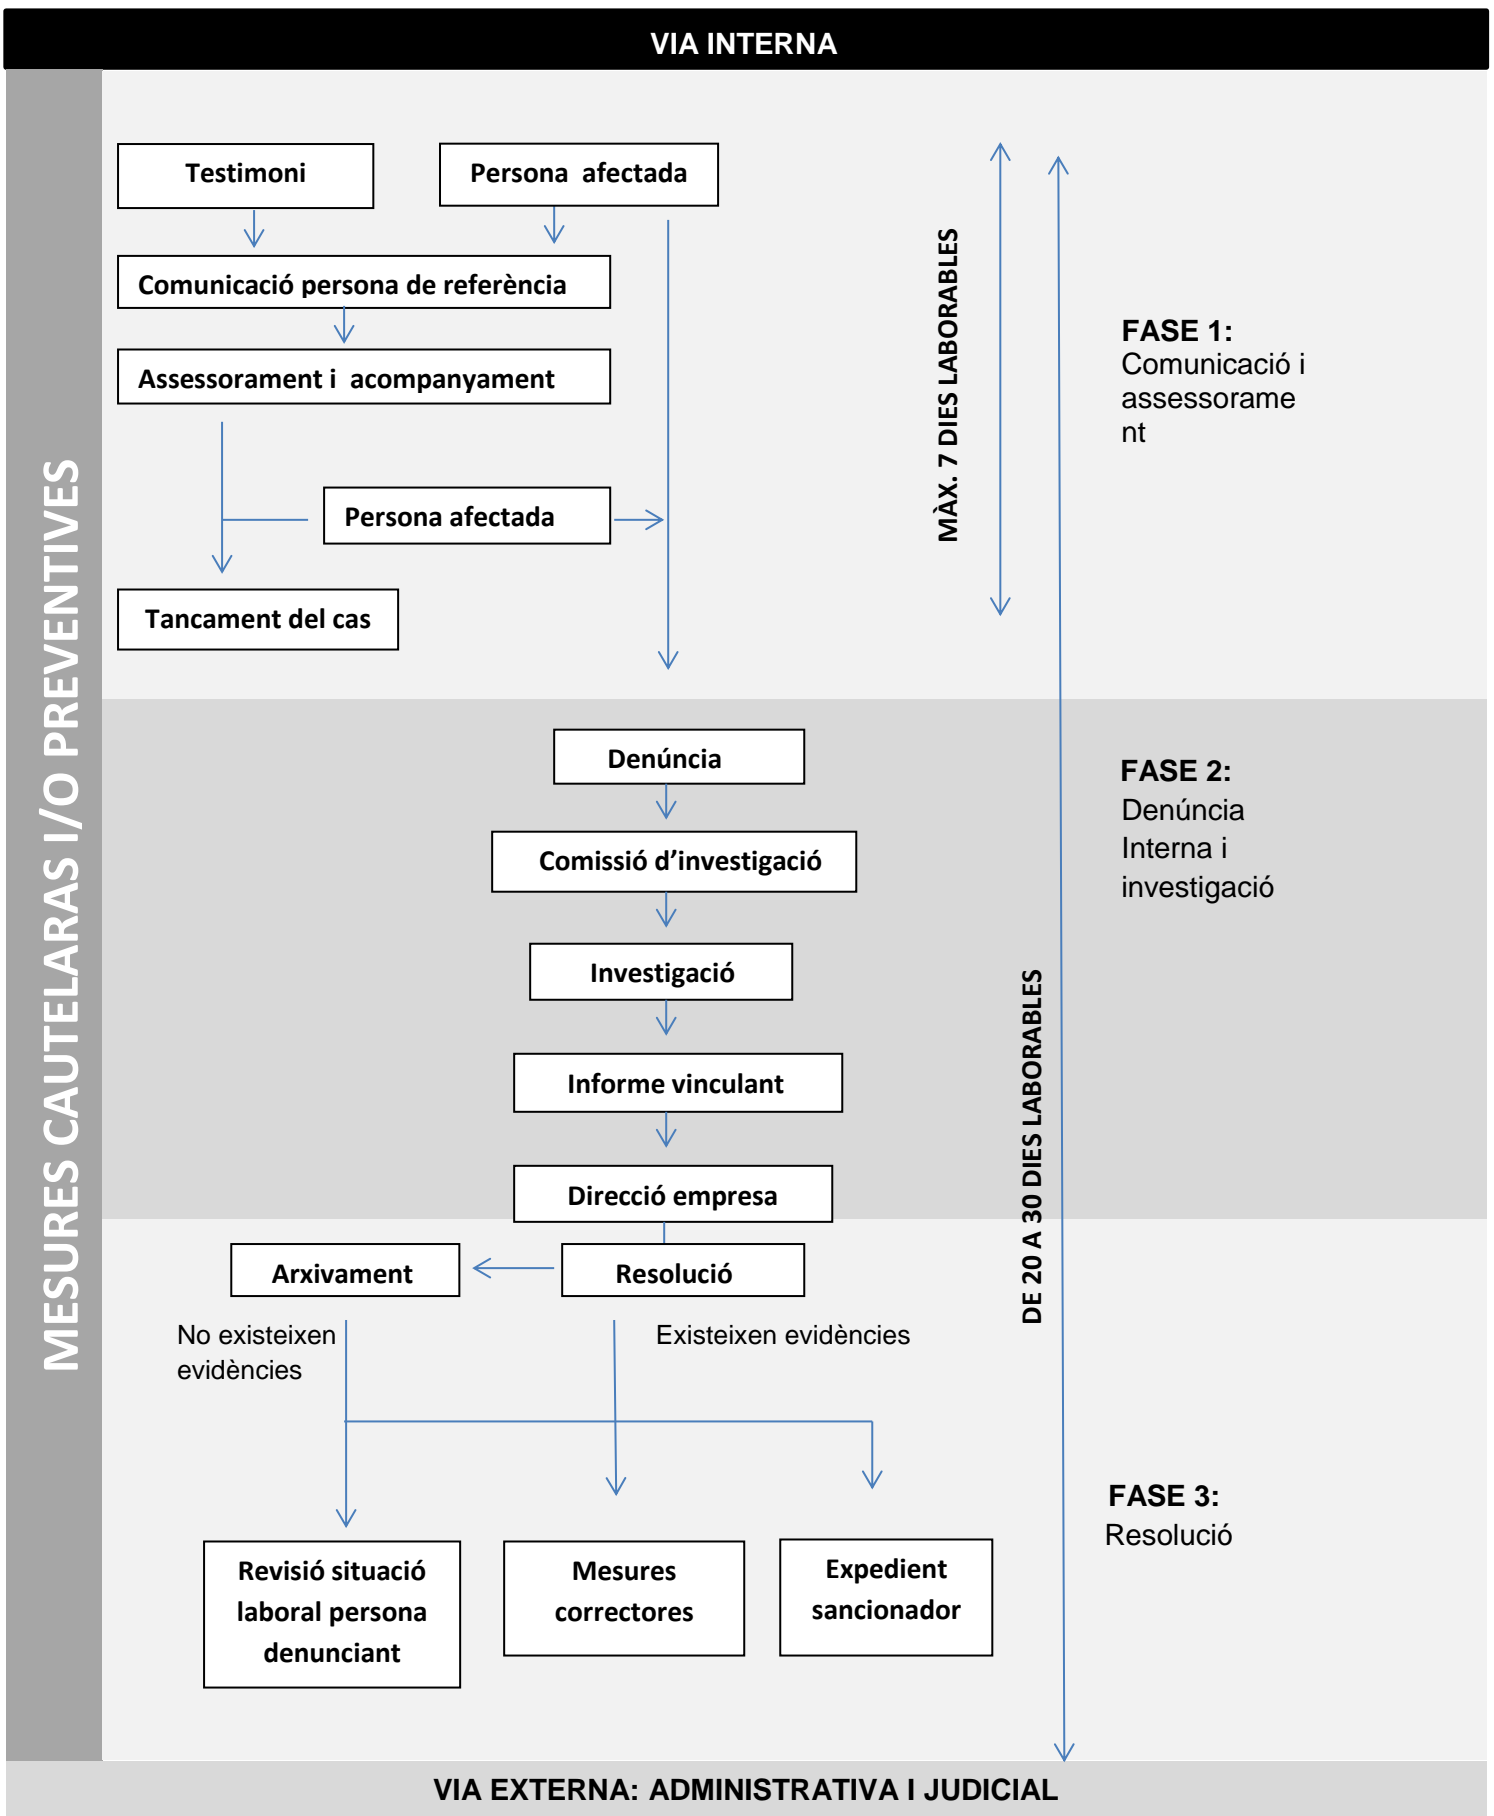 VIA INTERNA
MESURES CAUTELARAS I/O PREVENTIVES
Testimoni
Persona afectada
Comunicació persona de referència
Assessorament i acompanyament
Persona afectada
Tancament del cas
MÀX. 7 DIES LABORABLES
FASE 1:
Comunicació i
assessorame
nt
Denúncia
Comissió d’investigació
Investigació
Informe vinculant
Direcció empresa
FASE 2:
Denúncia
Interna i
investigació
DE 20 A 30 DIES LABORABLES
Arxivament
Resolució
No existeixen
evidències
Existeixen evidències
Revisió situació
laboral persona
denunciant
Mesures
correctores
Expedient
sancionador
FASE 3:
Resolució
VIA EXTERNA: ADMINISTRATIVA I JUDICIAL